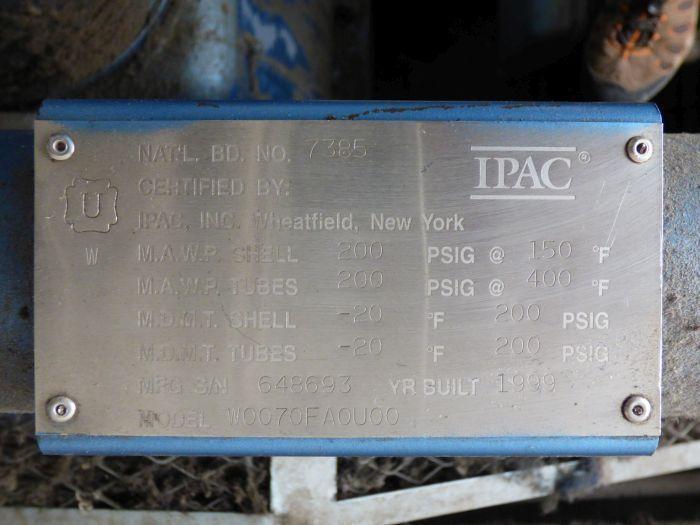 NAT'L. BD. NO. 7385
IPAC®
CERTIFIED BY:
U
IPAC, INC. Wheatfield, New York
W
M.A.W.P. SHELL 200 PSIG @ 150 °F
M.A.W.P. TUBES 200 PSIG @ 400 °F
M.D.M.T. SHELL -20 °F 200 PSIG
M.D.M.T. TUBES -20 °F 200 PSIG
MFG S/N 648693 YR BUILT 1999
MODEL W0070FA0U00